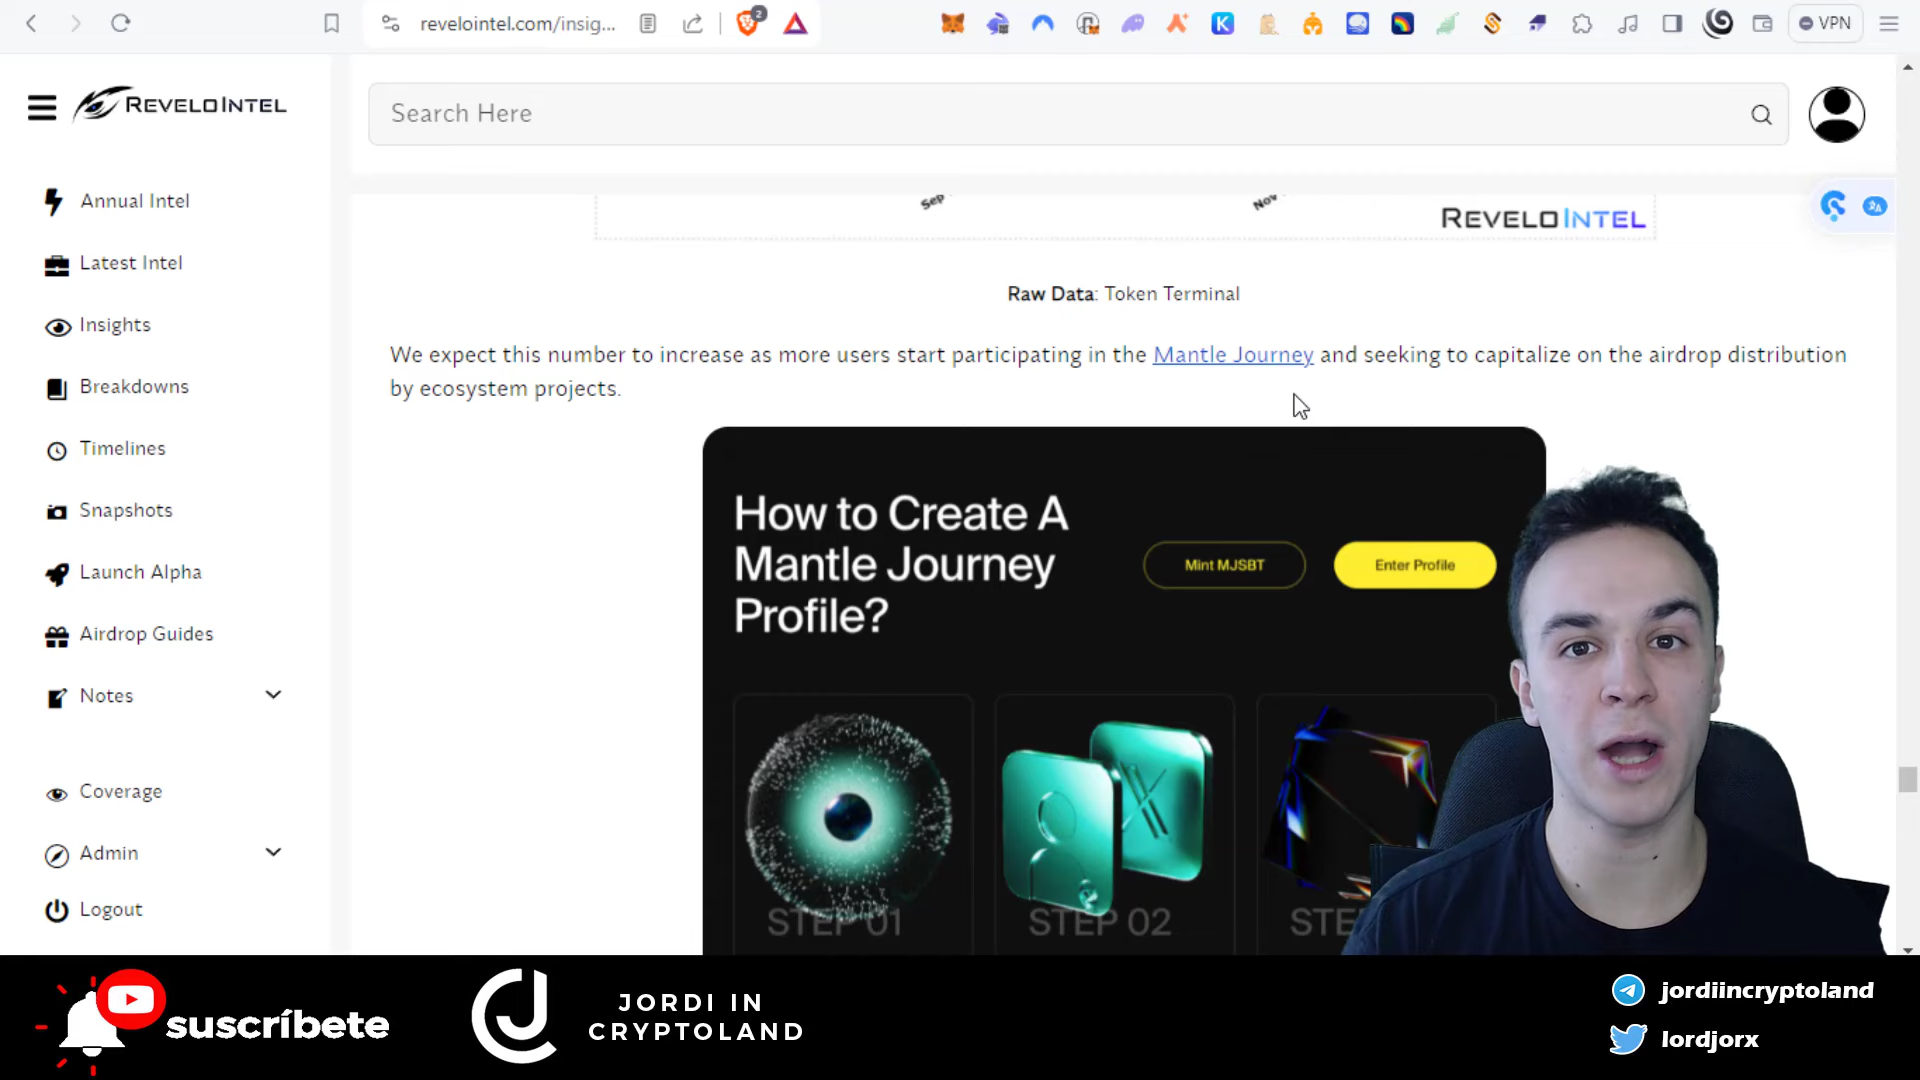 revelointel.com/insig...
2
VPN
REVELOINTEL
Search Here
Annual Intel
Latest Intel
Insights
Breakdowns
Timelines
Snapshots
Launch Alpha
Airdrop Guides
Notes
Coverage
Admin
Logout
Sep
Nov
REVELOINTEL
Raw Data: Token Terminal
We expect this number to increase as more users start participating in the Mantle Journey and seeking to capitalize on the airdrop distribution
by ecosystem projects.
How to Create A
Mantle Journey
Profile?
Mint MJSBT
Enter Profile
STEP 01
STEP 02
suscríbete
JORDI IN
CRYPTOLAND
jordiincryptoland
lordjorx